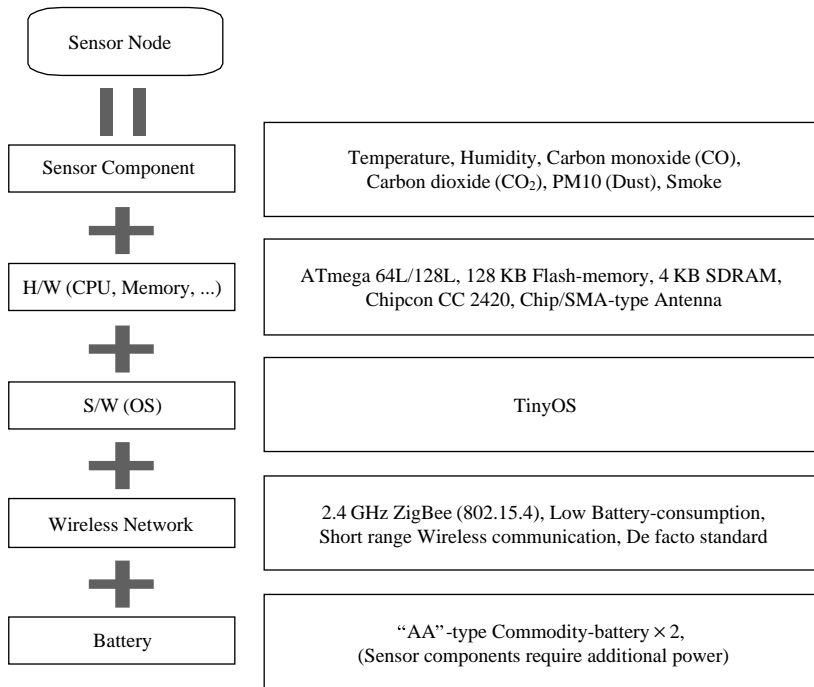 Sensor Node
Sensor Component
Temperature, Humidity, Carbon monoxide (CO),
Carbon dioxide (CO₂), PM10 (Dust), Smoke
H/W (CPU, Memory, ...)
ATmega 64L/128L, 128 KB Flash-memory, 4 KB SDRAM,
Chipcon CC 2420, Chip/SMA-type Antenna
S/W (OS)
TinyOS
Wireless Network
2.4 GHz ZigBee (802.15.4), Low Battery-consumption,
Short range Wireless communication, De facto standard
Battery
“AA”-type Commodity-battery × 2,
(Sensor components require additional power)